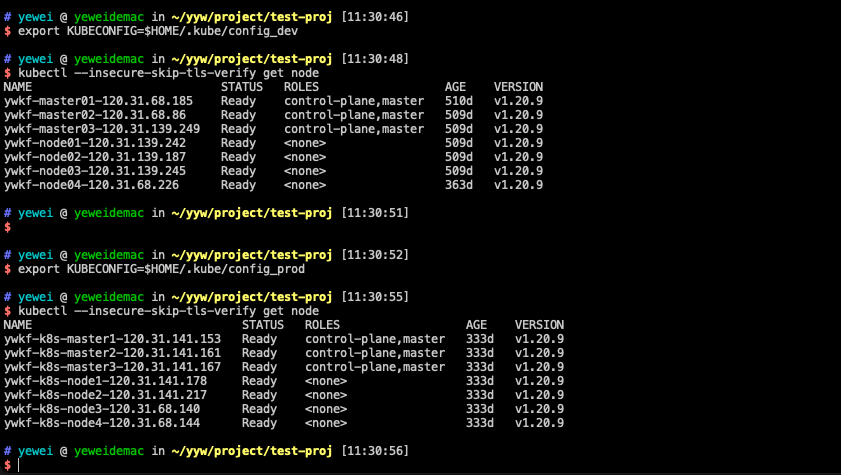 # yewei @ yeweidemac in ~/yyw/project/test-proj [11:30:46]
$ export KUBECONFIG=$HOME/.kube/config_dev
# yewei @ yeweidemac in ~/yyw/project/test-proj [11:30:48]
$ kubectl --insecure-skip-tls-verify get node
NAME STATUS ROLES AGE VERSION
ywkf-master01-120.31.68.185 Ready control-plane,master 510d v1.20.9
ywkf-master02-120.31.68.86 Ready control-plane,master 509d v1.20.9
ywkf-master03-120.31.139.249 Ready control-plane,master 509d v1.20.9
ywkf-node01-120.31.139.242 Ready <none> 509d v1.20.9
ywkf-node02-120.31.139.187 Ready <none> 509d v1.20.9
ywkf-node03-120.31.139.245 Ready <none> 509d v1.20.9
ywkf-node04-120.31.68.226 Ready <none> 363d v1.20.9
# yewei @ yeweidemac in ~/yyw/project/test-proj [11:30:51]
$
# yewei @ yeweidemac in ~/yyw/project/test-proj [11:30:52]
$ export KUBECONFIG=$HOME/.kube/config_prod
# yewei @ yeweidemac in ~/yyw/project/test-proj [11:30:55]
$ kubectl --insecure-skip-tls-verify get node
NAME STATUS ROLES AGE VERSION
ywkf-k8s-master1-120.31.141.153 Ready control-plane,master 333d v1.20.9
ywkf-k8s-master2-120.31.141.161 Ready control-plane,master 333d v1.20.9
ywkf-k8s-master3-120.31.141.167 Ready control-plane,master 333d v1.20.9
ywkf-k8s-node1-120.31.141.178 Ready <none> 333d v1.20.9
ywkf-k8s-node2-120.31.141.217 Ready <none> 333d v1.20.9
ywkf-k8s-node3-120.31.68.140 Ready <none> 333d v1.20.9
ywkf-k8s-node4-120.31.68.144 Ready <none> 333d v1.20.9
# yewei @ yeweidemac in ~/yyw/project/test-proj [11:30:56]
$